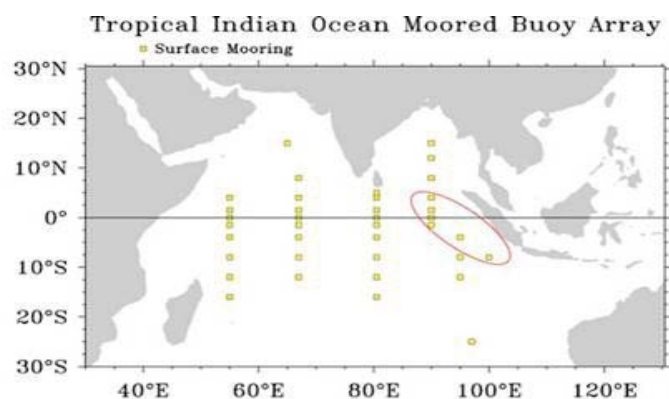 Tropical Indian Ocean Moored Buoy Array
Surface Mooring
30°N
20°N
10°N
0°
10°S
20°S
30°S
40°E 60°E 80°E 100°E 120°E